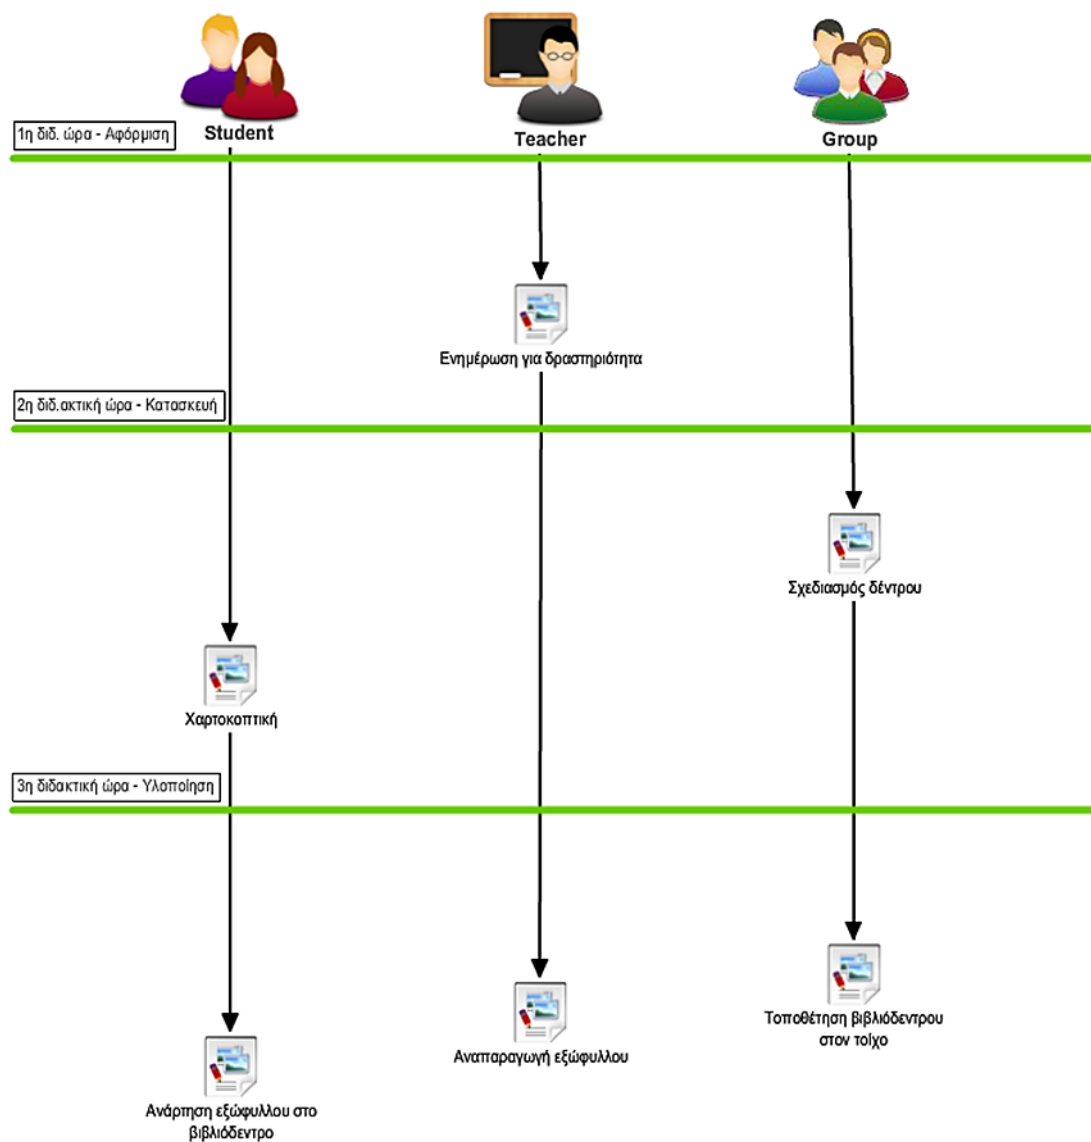 1η διδ. ώρα - Αφόρμιση
Student
Teacher
Group
Ενημέρωση για δραστηριότητα
2η διδ.ακτική ώρα - Κατασκευή
Σχεδιασμός δέντρου
Χαρτοκοπτική
3η διδακτική ώρα - Υλοποίηση
Τοποθέτηση βιβλιόδεντρου
στον τοίχο
Αναπαραγωγή εξώφυλλου
Ανάρτηση εξώφυλλου στο
βιβλιόδεντρο